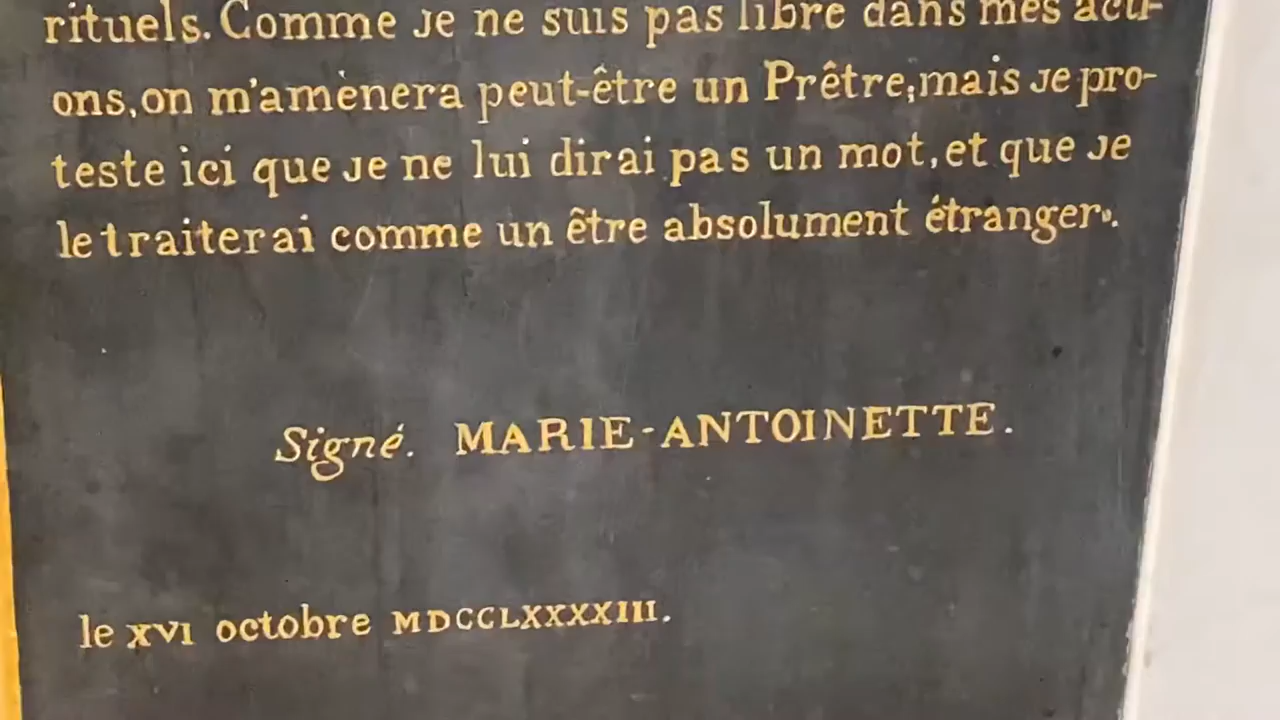 rituels. Comme je ne suis pas libre dans mes acti-
ons, on m'amènera peut-être un Prêtre; mais je pro-
teste ici que je ne lui dirai pas un mot, et que je
le traiterai comme un être absolument étranger".
Signé. MARIE-ANTOINETTE.
le XVI octobre MDCCLXXXXIII.